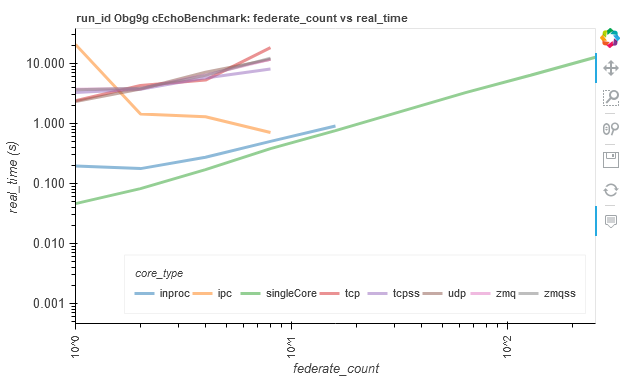 run_id Obg9g cEchoBenchmark: federate_count vs real_time
10.000
1.000
0.100
0.010
0.001
real_time (s)
core_type
inproc ipc singleCore tcp tcpss udp zmq zmqss
10^0 10^1 10^2
federate_count